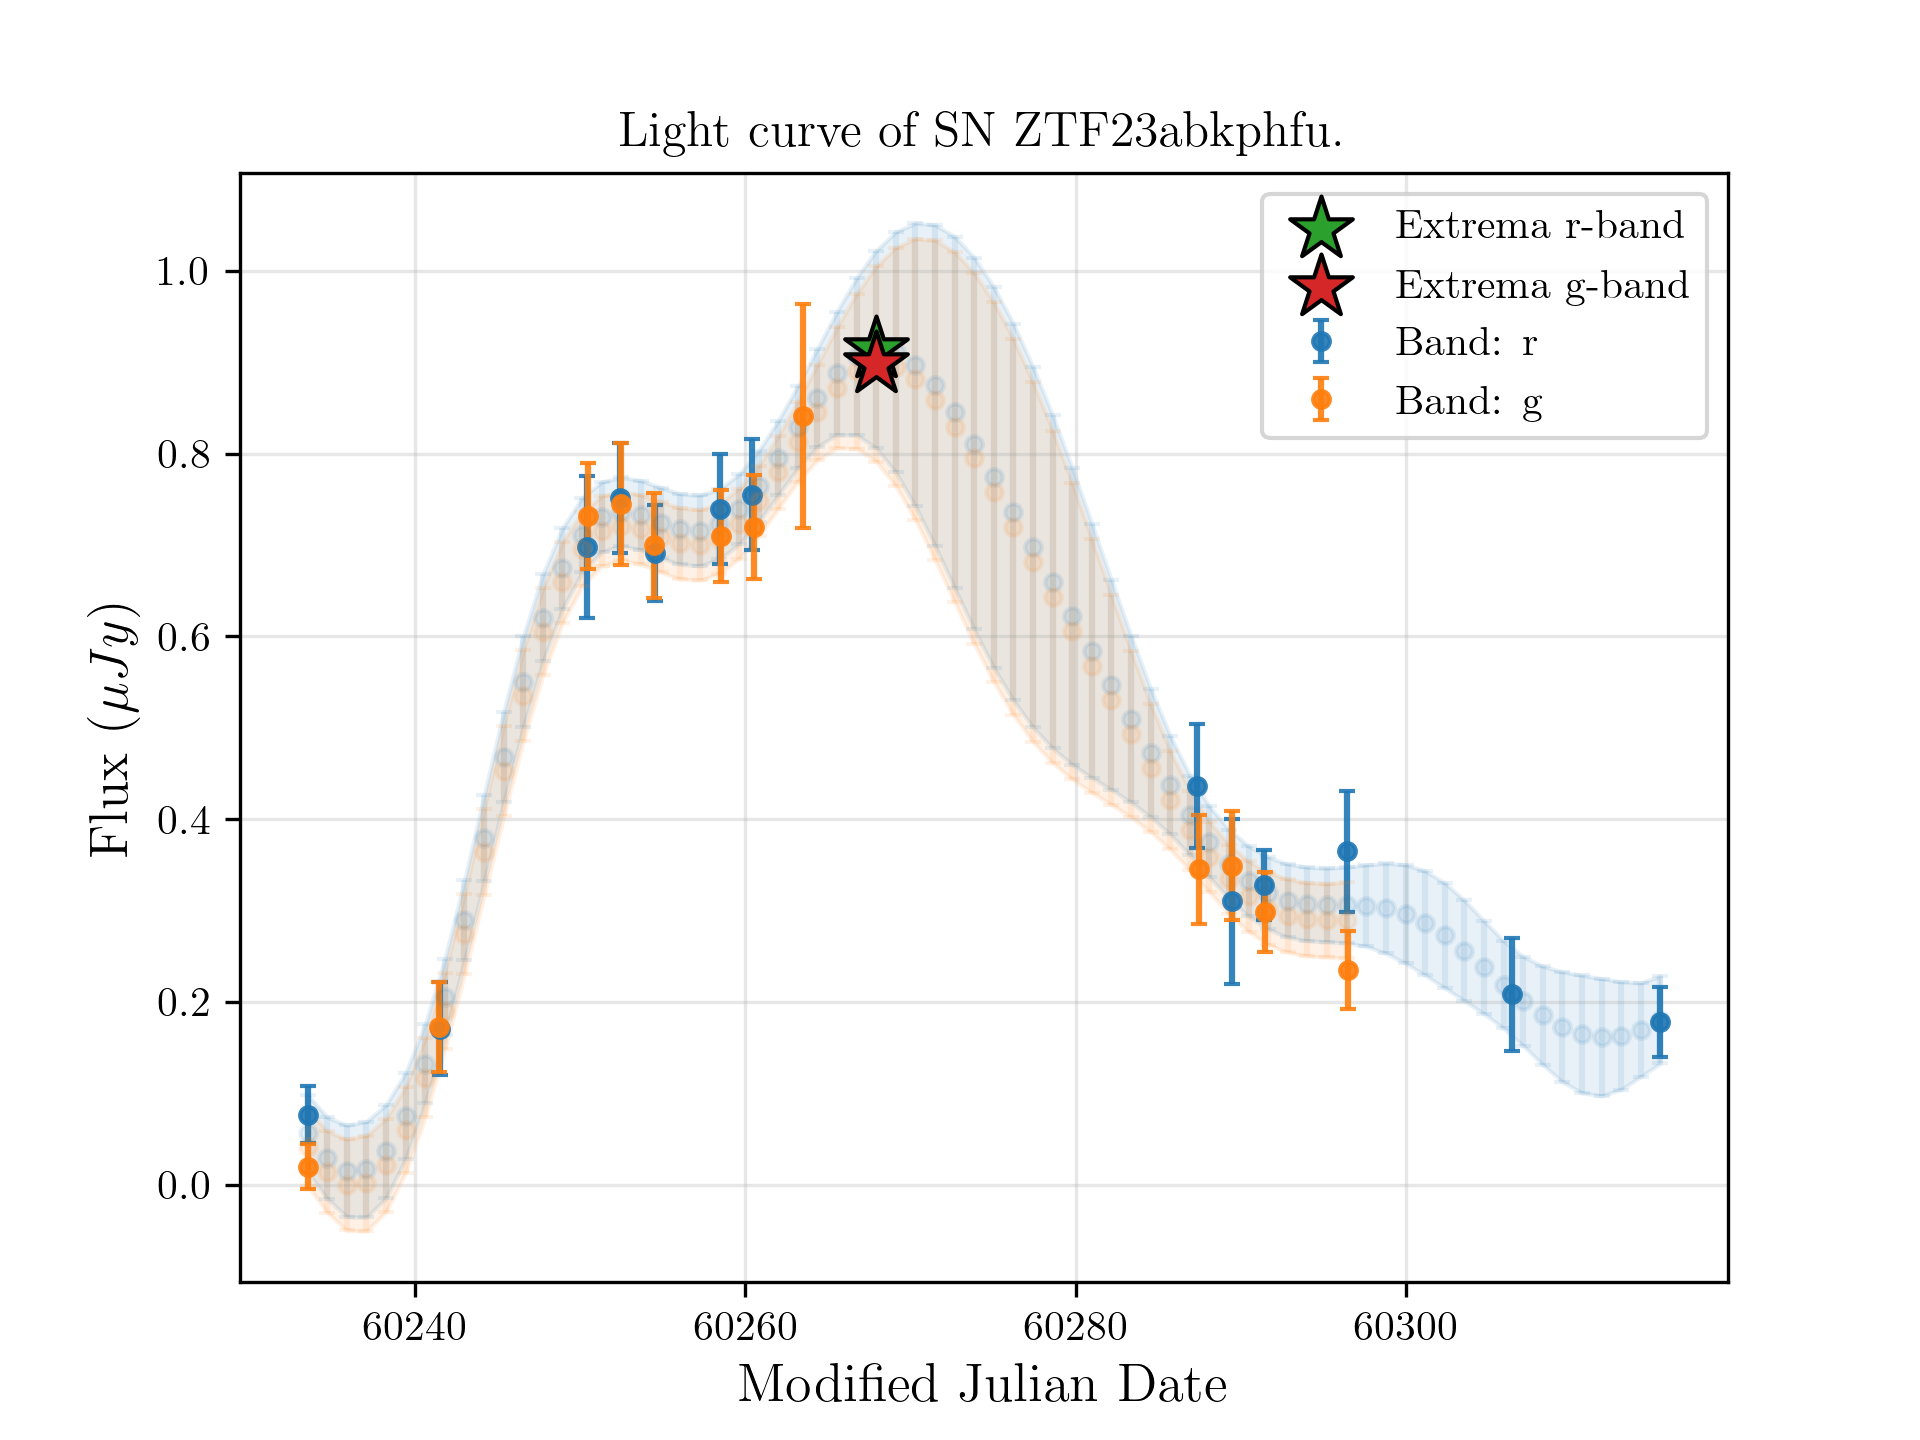 Light curve of SN ZTF23abkphfu.
Extrema r-band
Extrema g-band
Band: r
Band: g
1.0
0.8
0.6
0.4
0.2
0.0
Flux (μJy)
60240
60260
60280
60300
Modified Julian Date